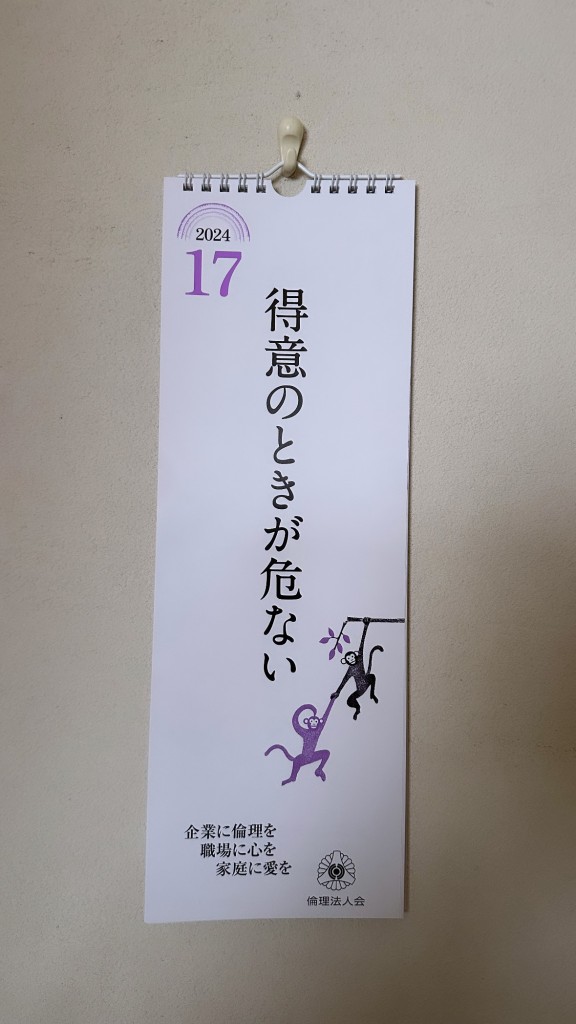 2024
17
得意のときが危ない
企業に倫理を
職場に心を
家庭に愛を
倫理法人会